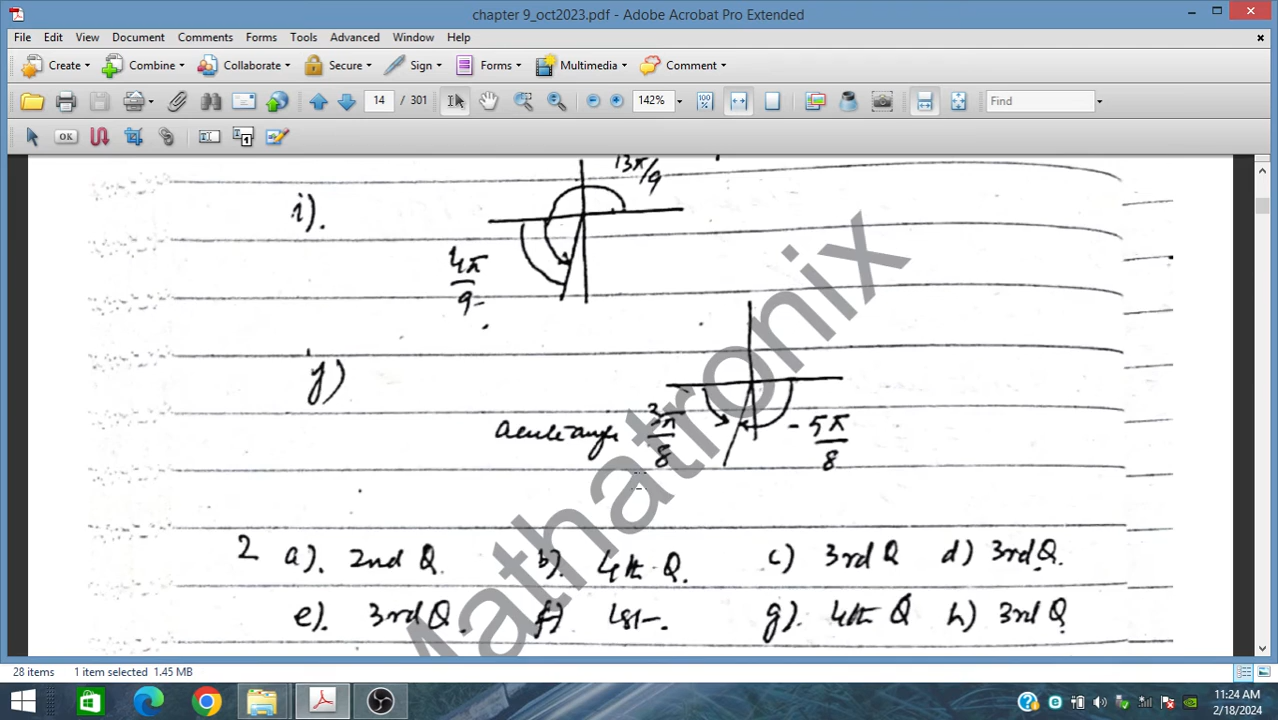 chapter 9_oct2023.pdf - Adobe Acrobat Pro Extended
File Edit View Document Comments Forms Tools Advanced Window Help
Create Combine Collaborate Secure Sign Forms Multimedia Comment
14 / 301 142% Find
13π/9
i).
4π/9
j)
Acute angle 3π/8 - 5π/8
2 a). 2nd Q. b). 4th Q. c) 3rd Q d) 3rd Q.
e). 3rd Q. f) 1st. g). 4th Q h) 3rd Q.
Mathatronix
28 items 1 item selected 1.45 MB
11:24 AM
2/18/2024